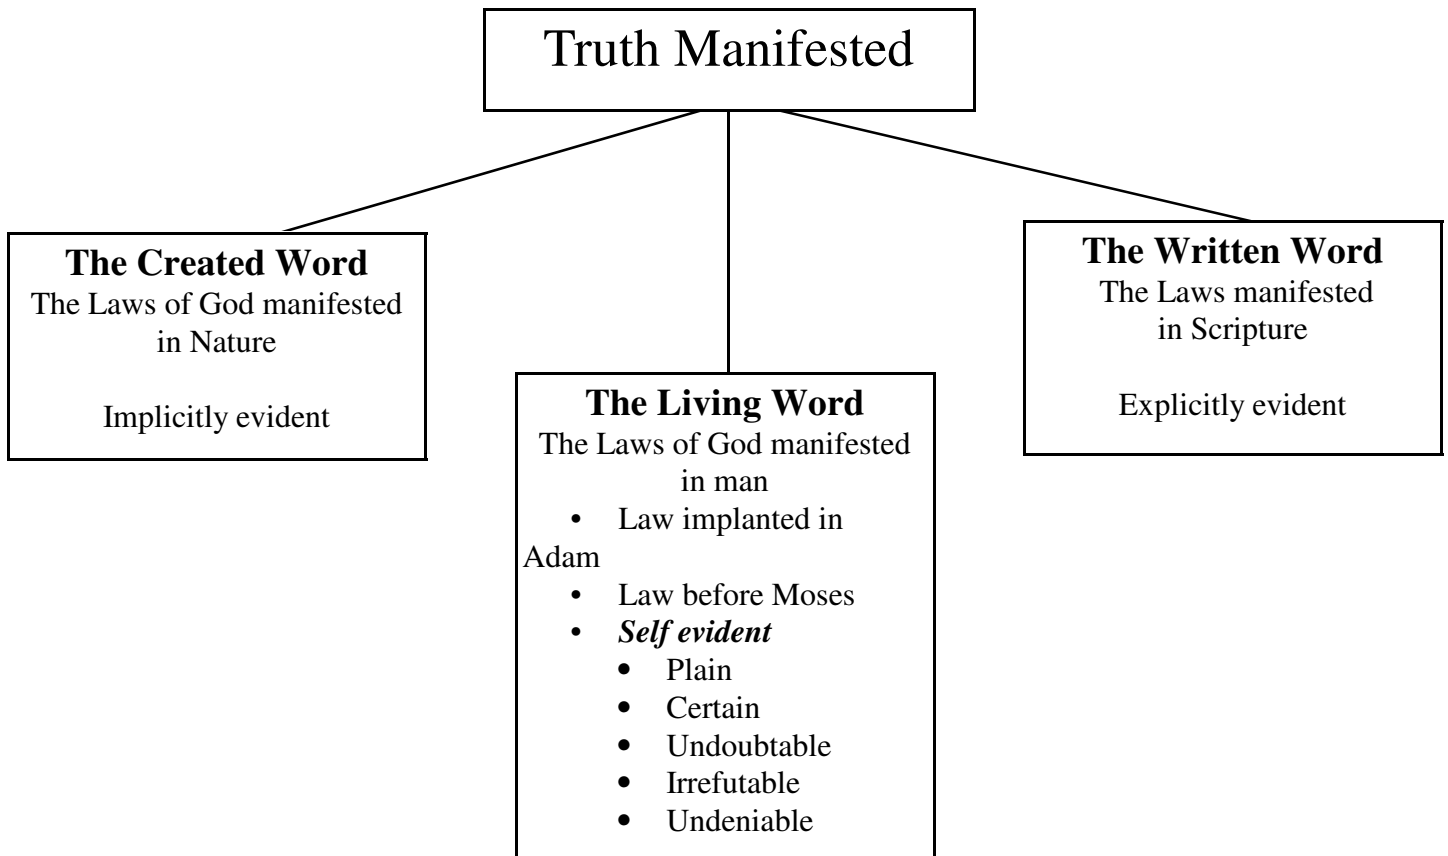 Truth Manifested
The Created Word
The Laws of God manifested
in Nature
Implicitly evident
The Living Word
The Laws of God manifested
in man
• Law implanted in
Adam
• Law before Moses
• Self evident
• Plain
• Certain
• Undoubtable
• Irrefutable
• Undeniable
The Written Word
The Laws manifested
in Scripture
Explicitly evident